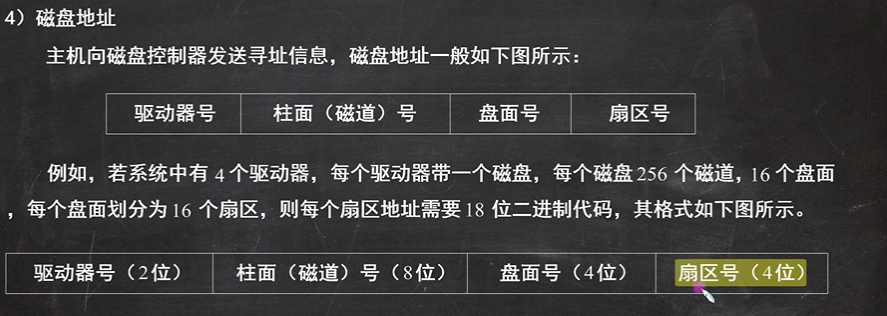 4）磁盘地址
主机向磁盘控制器发送寻址信息，磁盘地址一般如下图所示：
驱动器号 柱面（磁道）号 盘面号 扇区号
例如，若系统中有 4 个驱动器，每个驱动器带一个磁盘，每个磁盘 256 个磁道，16 个盘面
，每个盘面划分为 16 个扇区，则每个扇区地址需要 18 位二进制代码，其格式如下图所示。
驱动器号（2位） 柱面（磁道）号（8位） 盘面号（4位） 扇区号（4位）